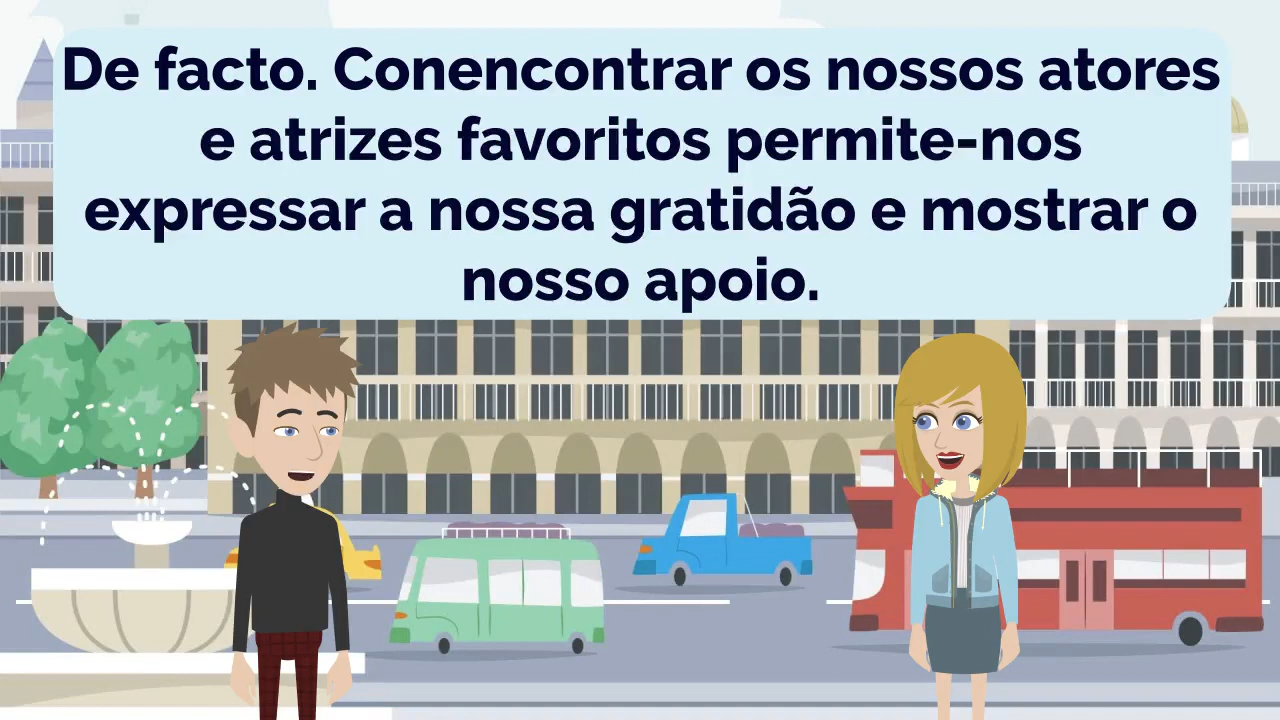 De facto. Conencontrar os nossos atores
e atrizes favoritos permite-nos
expressar a nossa gratidão e mostrar o
nosso apoio.